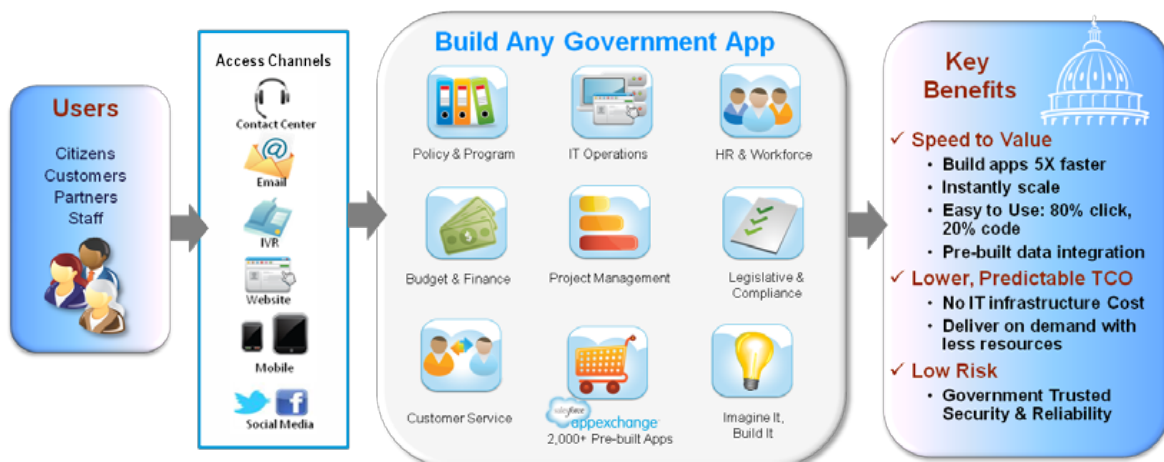 Users
Citizens
Customers
Partners
Staff
Access Channels
Contact Center
Email
IVR
Website
Mobile
Social Media
Build Any Government App
Policy & Program
IT Operations
HR & Workforce
Budget & Finance
Project Management
Legislative &
Compliance
Customer Service
salesforce
appexchange
2,000+ Pre-built Apps
Imagine It,
Build It
Key
Benefits
✓ Speed to Value
• Build apps 5X faster
• Instantly scale
• Easy to Use: 80% click,
20% code
• Pre-built data integration
✓ Lower, Predictable TCO
• No IT infrastructure Cost
• Deliver on demand with
less resources
✓ Low Risk
• Government Trusted
Security & Reliability